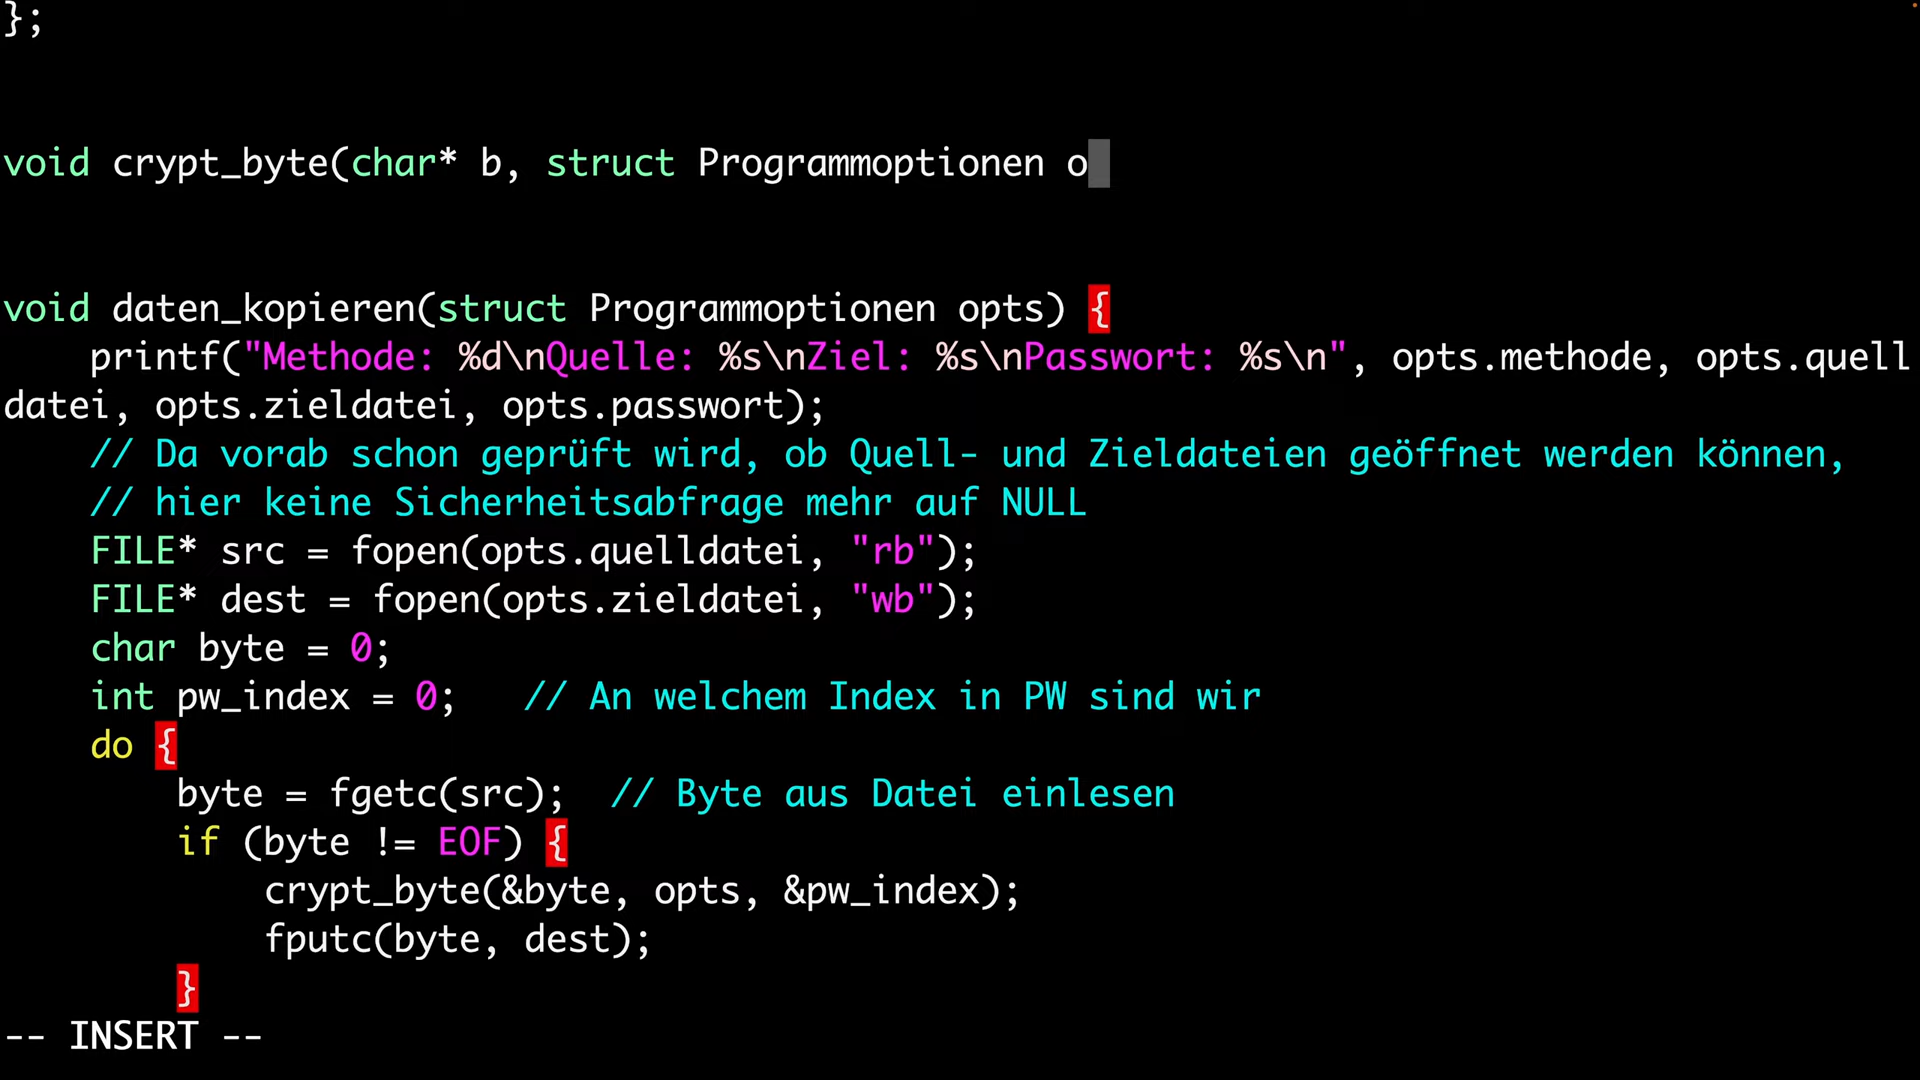 };
void crypt_byte(char* b, struct Programmoptionen o
void daten_kopieren(struct Programmoptionen opts) {
    printf("Methode: %d\nQuelle: %s\nZiel: %s\nPasswort: %s\n", opts.methode, opts.quell
datei, opts.zieldatei, opts.passwort);
    // Da vorab schon geprüft wird, ob Quell- und Zieldateien geöffnet werden können,
    // hier keine Sicherheitsabfrage mehr auf NULL
    FILE* src = fopen(opts.quelldatei, "rb");
    FILE* dest = fopen(opts.zieldatei, "wb");
    char byte = 0;
    int pw_index = 0;   // An welchem Index in PW sind wir
    do {
        byte = fgetc(src);  // Byte aus Datei einlesen
        if (byte != EOF) {
            crypt_byte(&byte, opts, &pw_index);
            fputc(byte, dest);
        }
-- INSERT --